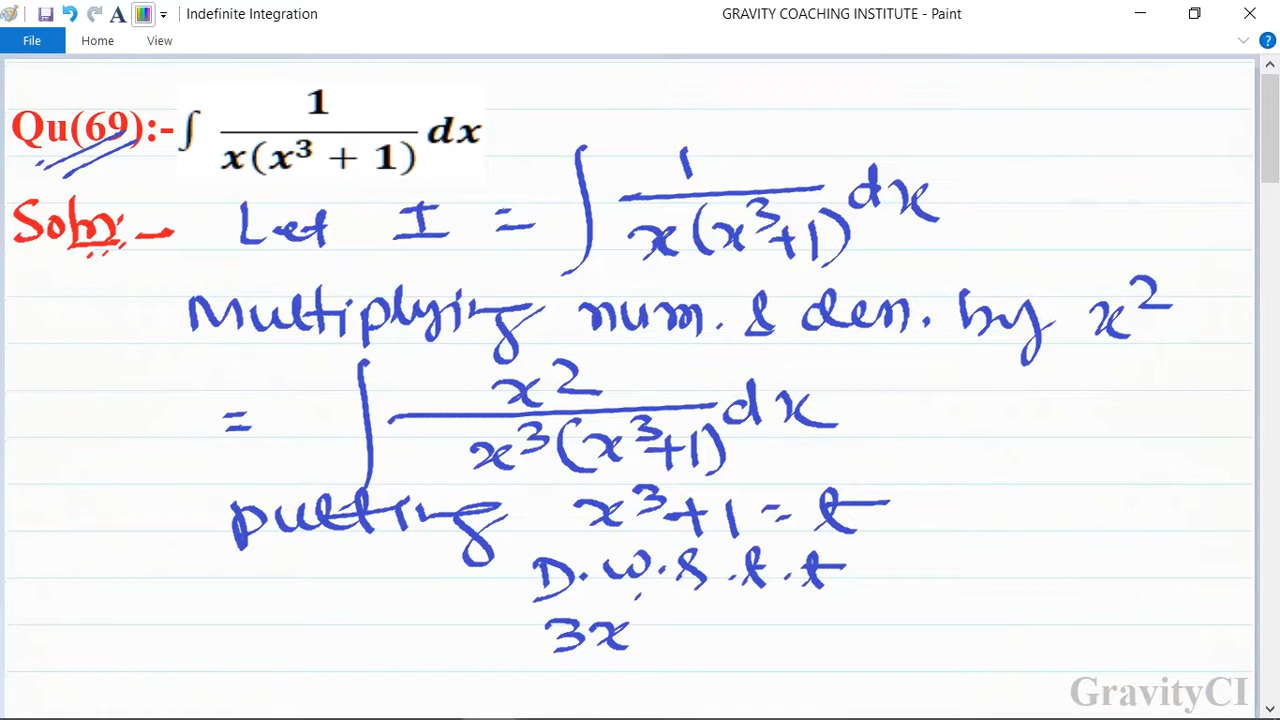 Indefinite Integration
GRAVITY COACHING INSTITUTE - Paint
File Home View
Qu(69):- ∫ 1 / x(x³ + 1) dx
Soln:- Let I = ∫ 1 / x(x³+1) dx
Multiplying num. & den. by x²
= ∫ x² / x³(x³+1) dx
putting x³+1 = t
D.w.r.t.t
3x
GravityCI